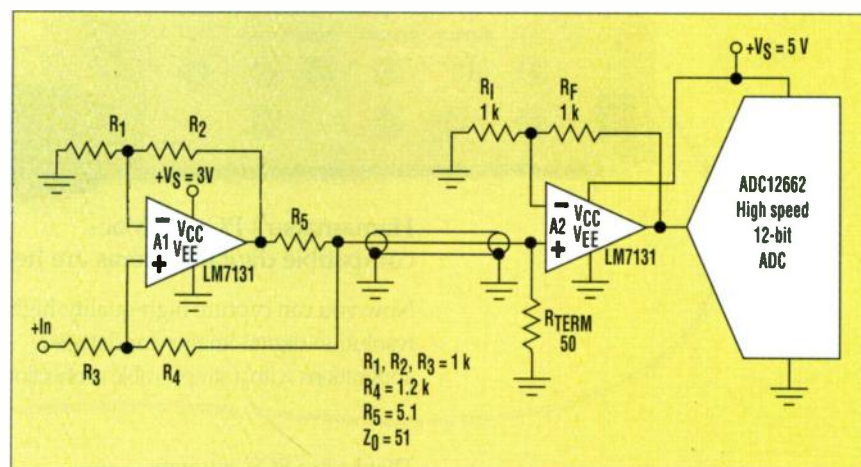 +VS = 5 V
R1
R2
RI
1 k
RF
1 k
+VS = 3V
ADC12662
High speed
12-bit
ADC
R5
−
A1
+
VCC
VEE
LM7131
−
A2
+
VCC
VEE
LM7131
+In
R3
R4
RTERM
50
R1, R2, R3 = 1 k
R4 = 1.2 k
R5 = 5.1
Z0 = 51